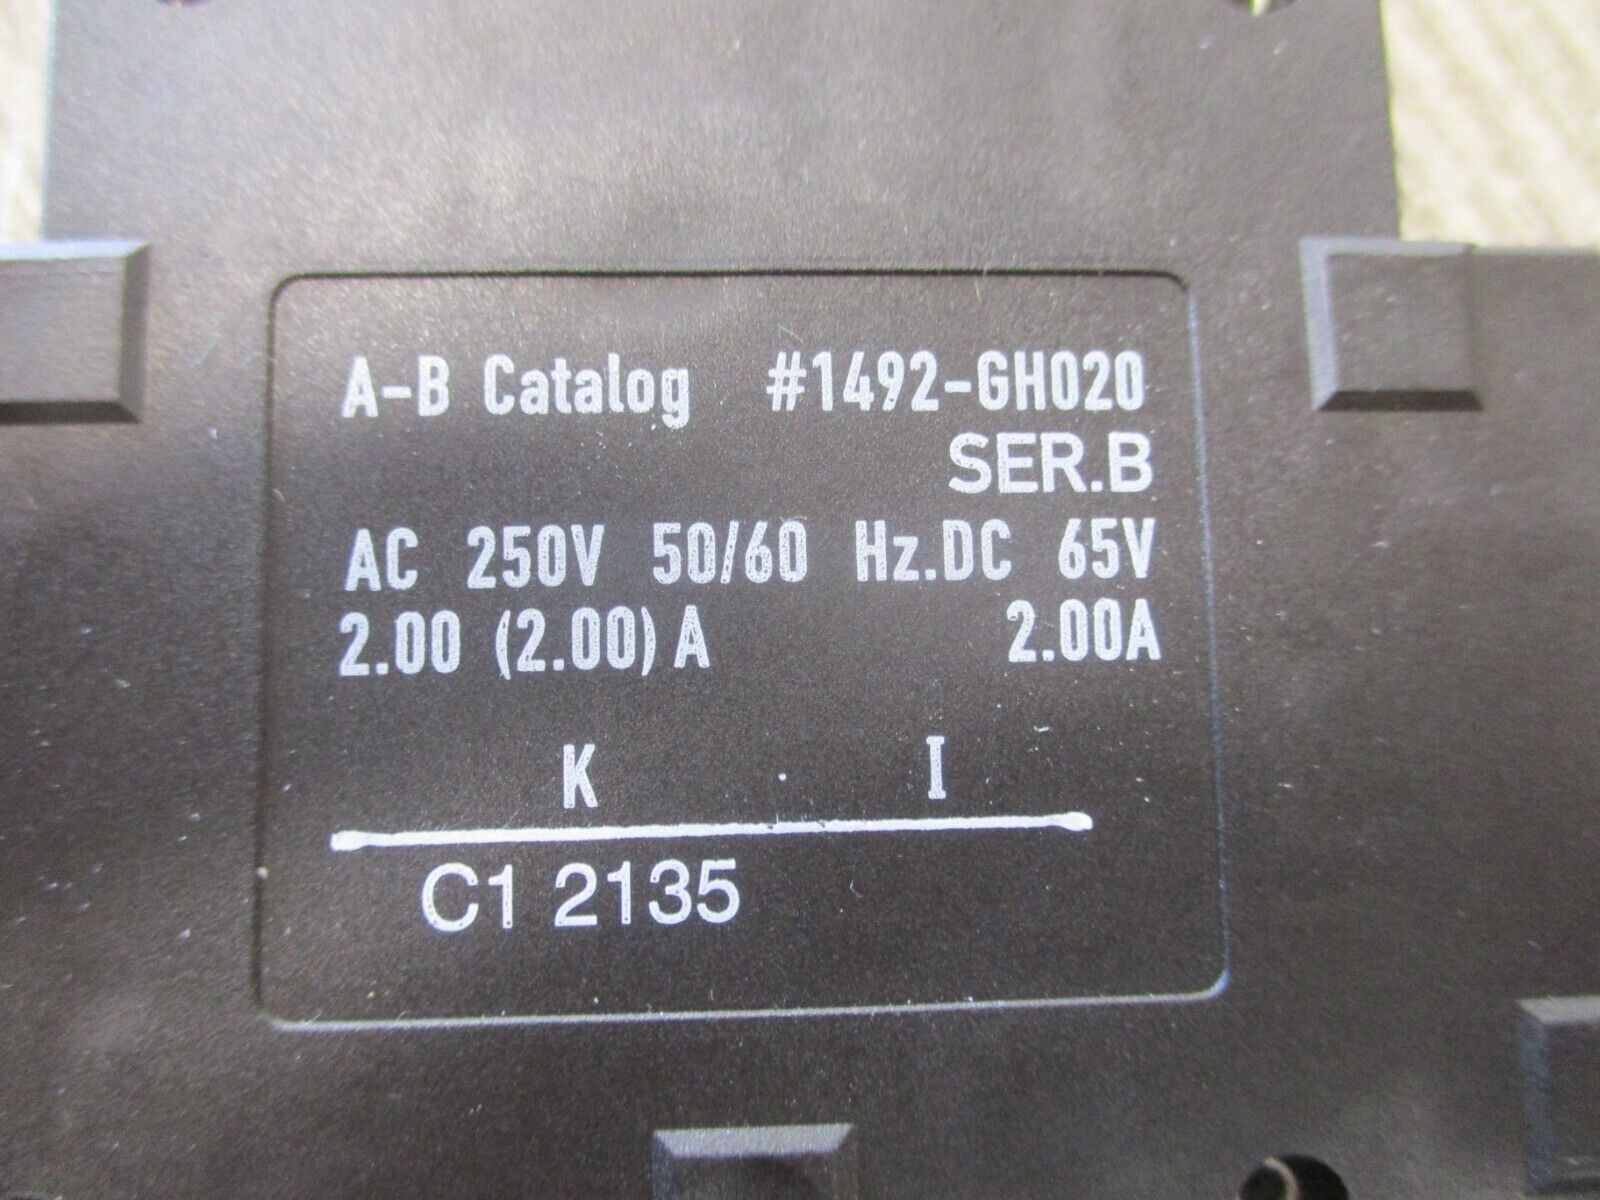 A-B Catalog #1492-GH020
SER.B
AC 250V 50/60 Hz.DC 65V
2.00 (2.00) A 2.00A
K I
C1 2135